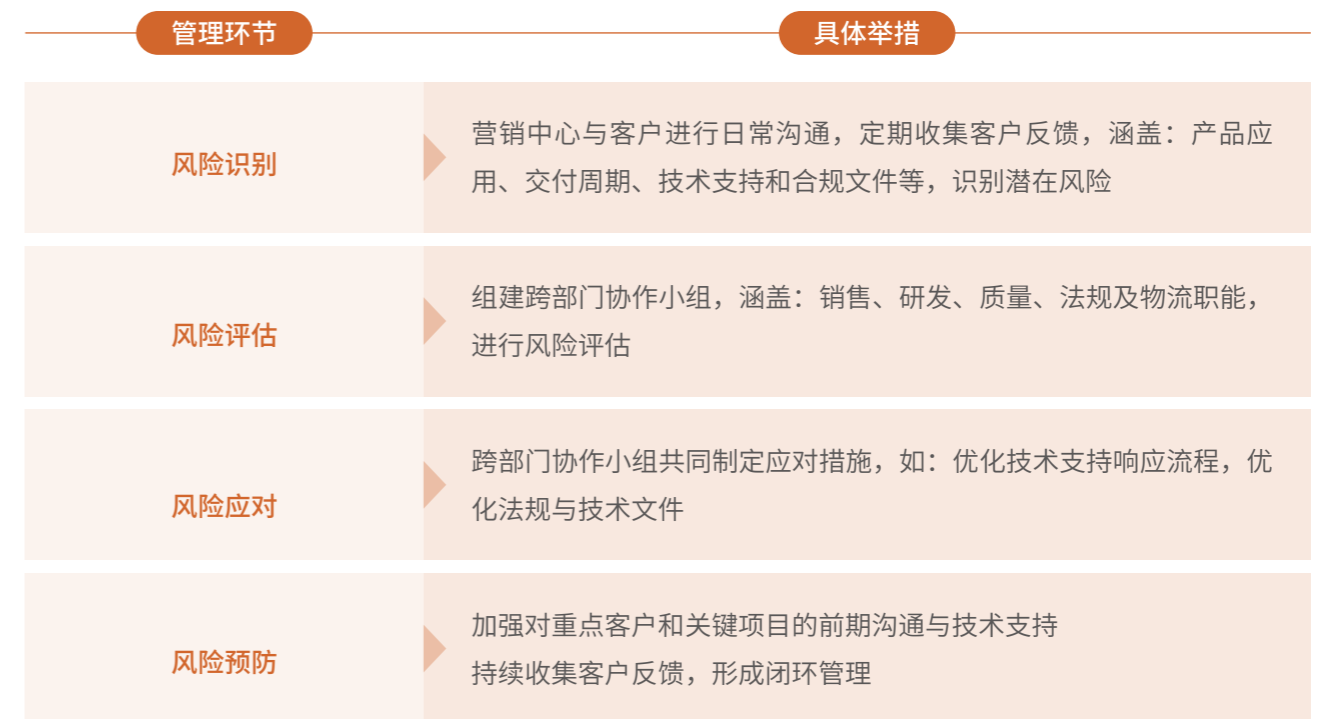 管理环节
具体举措
风险识别
营销中心与客户进行日常沟通，定期收集客户反馈，涵盖：产品应
用、交付周期、技术支持和合规文件等，识别潜在风险
风险评估
组建跨部门协作小组，涵盖：销售、研发、质量、法规及物流职能，
进行风险评估
风险应对
跨部门协作小组共同制定应对措施，如：优化技术支持响应流程，优
化法规与技术文件
风险预防
加强对重点客户和关键项目的前期沟通与技术支持
持续收集客户反馈，形成闭环管理